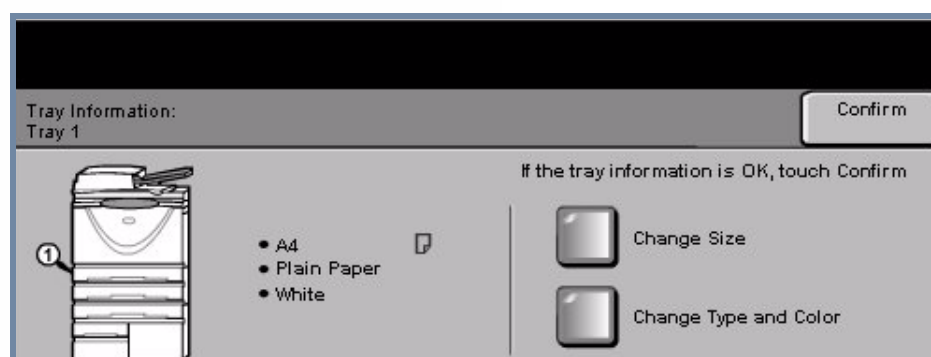 Tray Information:
Tray 1
Confirm
If the tray information is OK, touch Confirm
1
• A4
• Plain Paper
• White
Change Size
Change Type and Color